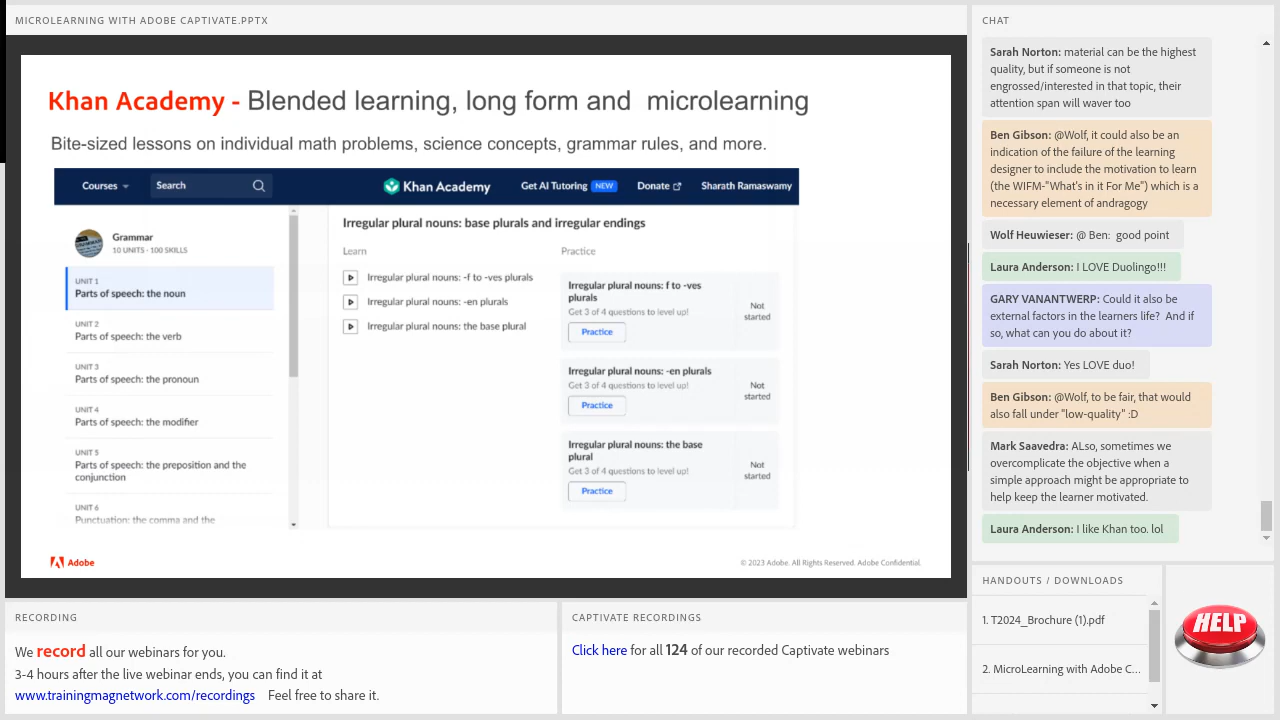 MICROLEARNING WITH ADOBE CAPTIVATE.PPTX
Khan Academy - Blended learning, long form and microlearning
Bite-sized lessons on individual math problems, science concepts, grammar rules, and more.
Courses
Search
Khan Academy
Get AI Tutoring NEW
Donate
Sharath Ramaswamy
Grammar
10 UNITS · 100 SKILLS
UNIT 1
Parts of speech: the noun
UNIT 2
Parts of speech: the verb
UNIT 3
Parts of speech: the pronoun
UNIT 4
Parts of speech: the modifier
UNIT 5
Parts of speech: the preposition and the
conjunction
UNIT 6
Punctuation: the comma and the
Irregular plural nouns: base plurals and irregular endings
Learn
Irregular plural nouns: -f to -ves plurals
Irregular plural nouns: -en plurals
Irregular plural nouns: the base plural
Practice
Irregular plural nouns: f to -ves
plurals
Get 3 of 4 questions to level up!
Practice
Not
started
Irregular plural nouns: -en plurals
Get 3 of 4 questions to level up!
Practice
Not
started
Irregular plural nouns: the base
plural
Get 3 of 4 questions to level up!
Practice
Not
started
Adobe
© 2023 Adobe. All Rights Reserved. Adobe Confidential.
RECORDING
We record all our webinars for you.
3-4 hours after the live webinar ends, you can find it at
www.trainingmagnetwork.com/recordings Feel free to share it.
CAPTIVATE RECORDINGS
Click here for all 124 of our recorded Captivate webinars
CHAT
Sarah Norton: material can be the highest
quality, but if someone is not
engrossed/interested in that topic, their
attention span will waver too
Ben Gibson: @Wolf, it could also be an
indication of the failure of the learning
designer to include the motivation to learn
(the WIFM "What's in it for Me") which is a
necessary element of andragogy
Wolf Heuwieser: @ Ben: good point
Laura Anderson: I LOVE Duolingo!!!
GARY VANANTWERP: Could it also be
external factors in the learners life? And if
so, what can you do about it?
Sarah Norton: Yes LOVE Duo!
Ben Gibson: @Wolf, to be fair, that would
also fall under "low-quality" :D
Mark Saavedra: ALso, sometimes we
overcomplicate the objective when a
simple approach might be appropriate to
help keep the learner motivated.
Laura Anderson: I like Khan too. lol
HANDOUTS / DOWNLOADS
1. T2024_Brochure (1).pdf
2. MicroLearning with Adobe C...
HELP